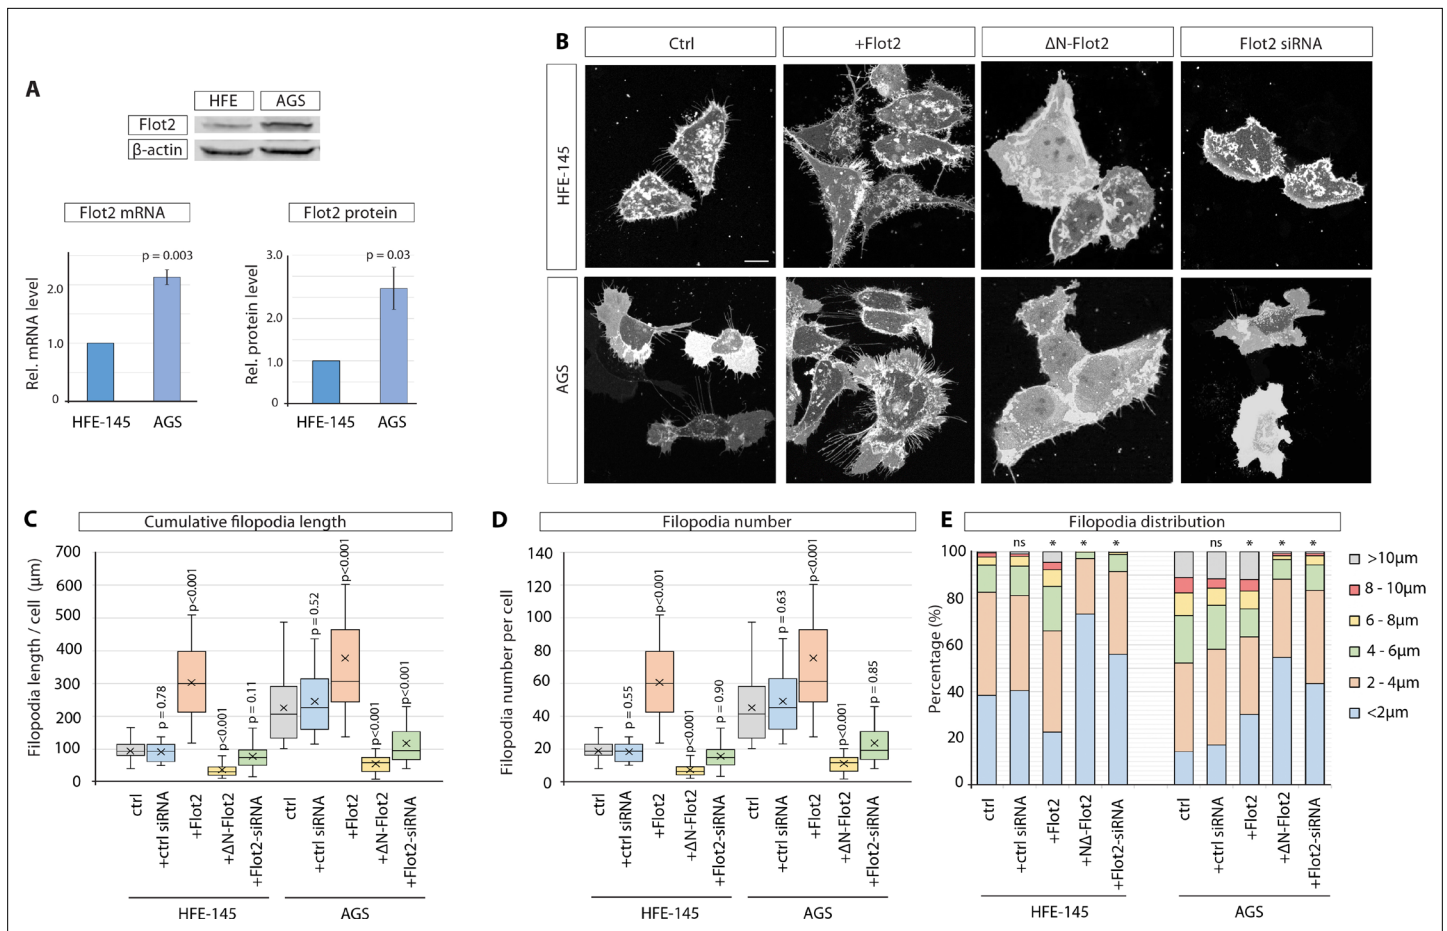 A
HFE
AGS
Flot2
β-actin
Flot2 mRNA
Flot2 protein
Rel. mRNA level
2.0
1.0
0
p = 0.003
HFE-145
AGS
Rel. protein level
3.0
2.0
1.0
0
p = 0.03
HFE-145
AGS
B
Ctrl
+Flot2
ΔN-Flot2
Flot2 siRNA
HFE-145
AGS
C
Cumulative filopodia length
Filopodia length / cell (μm)
700
600
500
400
300
200
100
0
p = 0.78
p<0.001
p<0.001
p = 0.11
p = 0.52
p<0.001
p<0.001
p<0.001
ctrl
+ctrl siRNA
+Flot2
+ΔN-Flot2
+Flot2-siRNA
ctrl
+ctrl siRNA
+Flot2
+ΔN-Flot2
+Flot2-siRNA
HFE-145
AGS
D
Filopodia number
Filopodia number per cell
140
120
100
80
60
40
20
0
p = 0.55
p<0.001
p<0.001
p = 0.90
p = 0.63
p<0.001
p<0.001
p = 0.85
ctrl
+ctrl siRNA
+Flot2
+ΔN-Flot2
+Flot2-siRNA
ctrl
+ctrl siRNA
+Flot2
+ΔN-Flot2
+Flot2-siRNA
HFE-145
AGS
E
Filopodia distribution
Percentage (%)
100
80
60
40
20
0
ns
*
*
*
ns
*
*
*
ctrl
+ctrl siRNA
+Flot2
+NΔ-Flot2
+Flot2-siRNA
ctrl
+ctrl siRNA
+Flot2
+ΔN-Flot2
+Flot2-siRNA
HFE-145
AGS
>10μm
8 - 10μm
6 - 8μm
4 - 6μm
2 - 4μm
<2μm